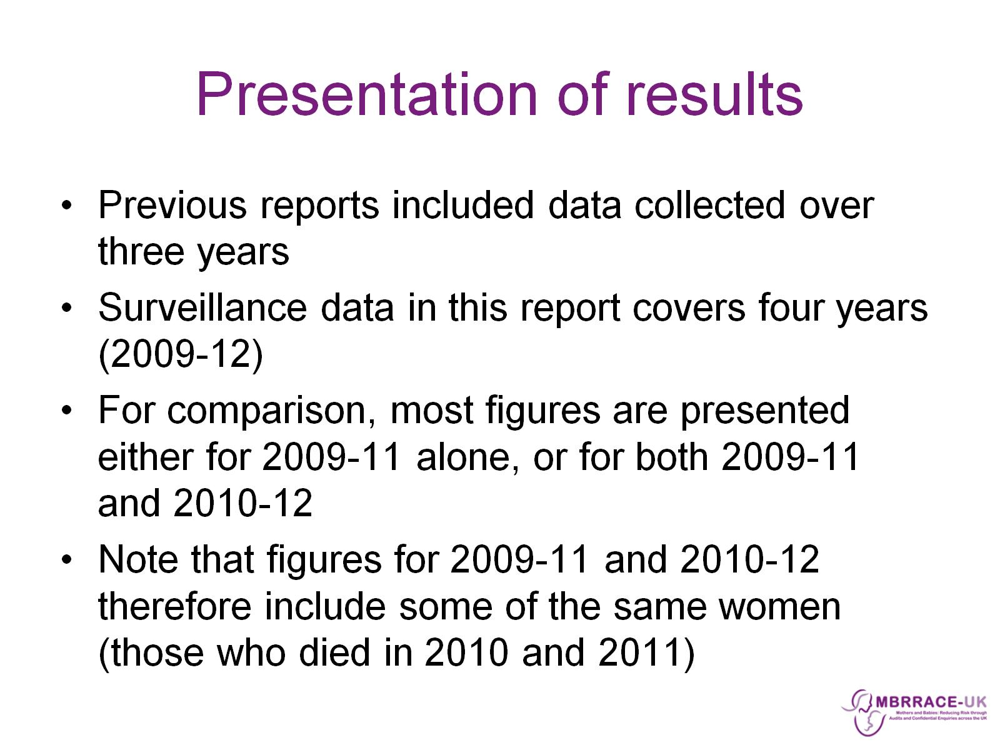 Presentation of results
• Previous reports included data collected over
three years
• Surveillance data in this report covers four years
(2009-12)
• For comparison, most figures are presented
either for 2009-11 alone, or for both 2009-11
and 2010-12
• Note that figures for 2009-11 and 2010-12
therefore include some of the same women
(those who died in 2010 and 2011)
MBRRACE-UK
Mothers and Babies: Reducing Risk through
Audits and Confidential Enquiries across the UK